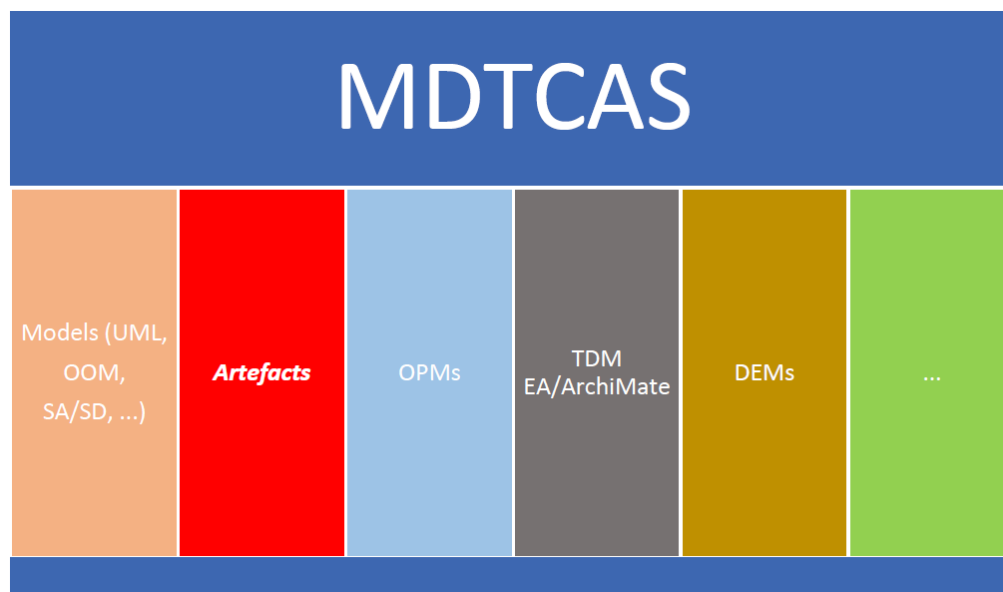 MDTCAS
Models (UML,
OOM,
SA/SD, ...)
Artefacts
OPMs
TDM
EA/ArchiMate
DEMs
...